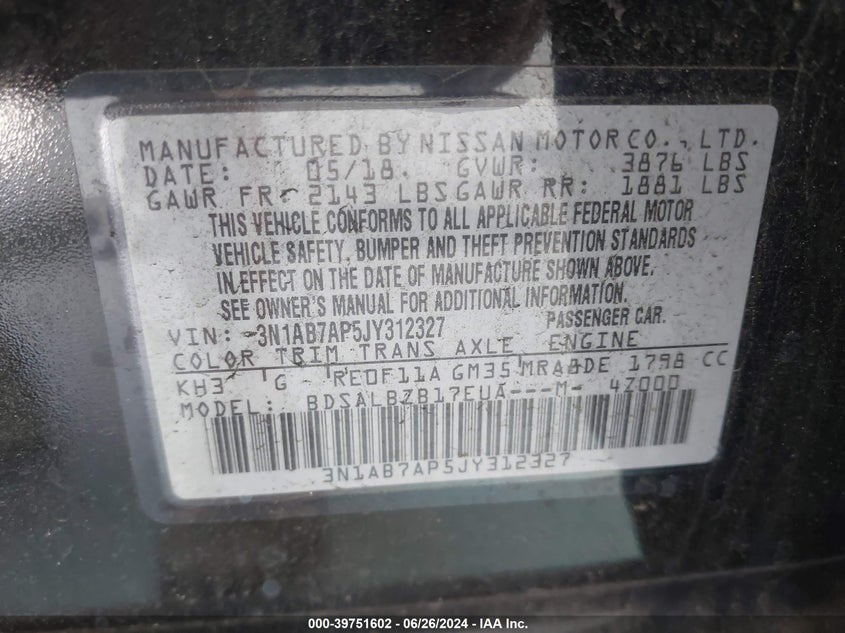 MANUFACTURED BY NISSAN MOTOR CO., LTD.
DATE: 05/18 GVWR: 3876 LBS
GAWR FR: 2143 LBS GAWR RR: 1881 LBS
THIS VEHICLE CONFORMS TO ALL APPLICABLE FEDERAL MOTOR
VEHICLE SAFETY, BUMPER AND THEFT PREVENTION STANDARDS
IN EFFECT ON THE DATE OF MANUFACTURE SHOWN ABOVE.
SEE OWNER'S MANUAL FOR ADDITIONAL INFORMATION.
VIN: 3N1AB7AP5JY312327 PASSENGER CAR.
COLOR TRIM TRANS AXLE ENGINE
KH3 G RE0F11A GM35 MRA8DE 1798 CC
MODEL: BDSALBZB17EUA---M- 4Z000
3N1AB7AP5JY312327
000-39751602 - 06/26/2024 - IAA Inc.